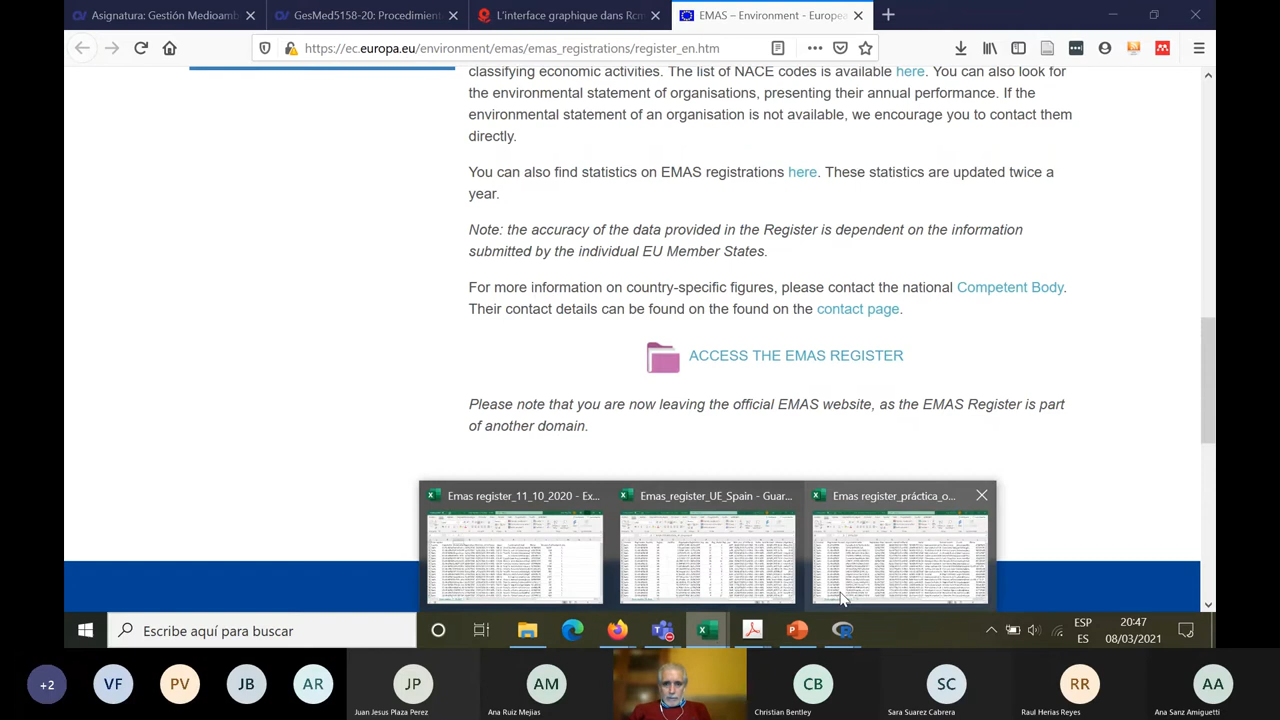 Asignatura: Gestión Medioamb
GesMed5158-20: Procedimient
L'interface graphique dans Rcm
EMAS – Environment - Europea
https://ec.europa.eu/environment/emas/emas_registrations/register_en.htm
classifying economic activities. The list of NACE codes is available here. You can also look for
the environmental statement of organisations, presenting their annual performance. If the
environmental statement of an organisation is not available, we encourage you to contact them
directly.
You can also find statistics on EMAS registrations here. These statistics are updated twice a
year.
Note: the accuracy of the data provided in the Register is dependent on the information
submitted by the individual EU Member States.
For more information on country-specific figures, please contact the national Competent Body.
Their contact details can be found on the found on the contact page.
ACCESS THE EMAS REGISTER
Please note that you are now leaving the official EMAS website, as the EMAS Register is part
of another domain.
Emas register_11_10_2020 - Ex...
Emas_register_UE_Spain - Guar...
Emas register_práctica_o...
Escribe aquí para buscar
ESP
ES
20:47
08/03/2021
+2
VF
PV
JB
AR
JP
Juan Jesus Plaza Perez
AM
Ana Ruiz Mejias
CB
Christian Bentley
SC
Sara Suarez Cabrera
RR
Raul Herias Reyes
AA
Ana Sanz Amiguetti